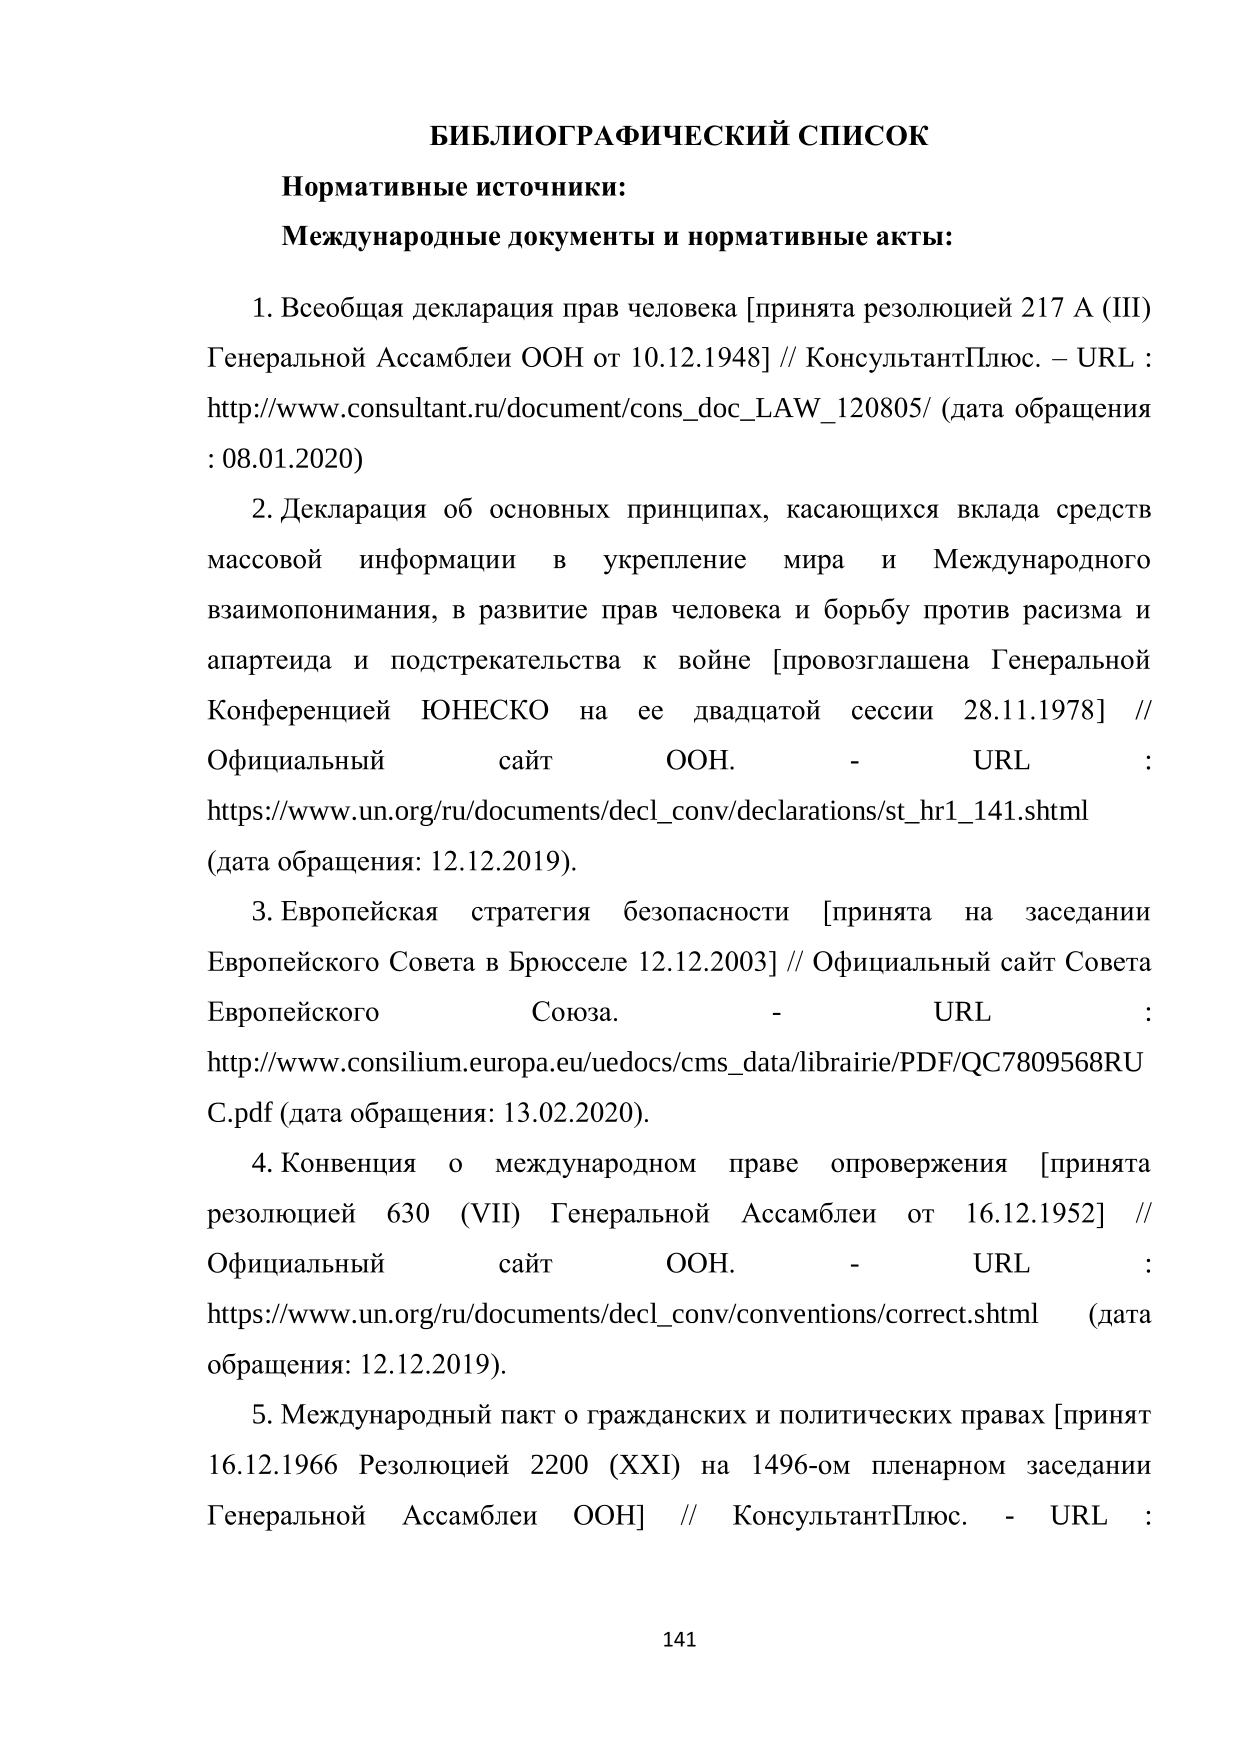 БИБЛИОГРАФИЧЕСКИЙ СПИСОК
Нормативные источники:
Международные документы и нормативные акты:
1. Всеобщая декларация прав человека [принята резолюцией 217 А (III)
Генеральной Ассамблеи ООН от 10.12.1948] // КонсультантПлюс. – URL :
http://www.consultant.ru/document/cons_doc_LAW_120805/ (дата обращения
: 08.01.2020)
2. Декларация об основных принципах, касающихся вклада средств
массовой информации в укрепление мира и Международного
взаимопонимания, в развитие прав человека и борьбу против расизма и
апартеида и подстрекательства к войне [провозглашена Генеральной
Конференцией ЮНЕСКО на ее двадцатой сессии 28.11.1978] //
Официальный сайт ООН. - URL :
https://www.un.org/ru/documents/decl_conv/declarations/st_hr1_141.shtml
(дата обращения: 12.12.2019).
3. Европейская стратегия безопасности [принята на заседании
Европейского Совета в Брюсселе 12.12.2003] // Официальный сайт Совета
Европейского Союза. - URL :
http://www.consilium.europa.eu/uedocs/cms_data/librairie/PDF/QC7809568RU
C.pdf (дата обращения: 13.02.2020).
4. Конвенция о международном праве опровержения [принята
резолюцией 630 (VII) Генеральной Ассамблеи от 16.12.1952] //
Официальный сайт ООН. - URL :
https://www.un.org/ru/documents/decl_conv/conventions/correct.shtml (дата
обращения: 12.12.2019).
5. Международный пакт о гражданских и политических правах [принят
16.12.1966 Резолюцией 2200 (XXI) на 1496-ом пленарном заседании
Генеральной Ассамблеи ООН] // КонсультантПлюс. - URL :
141